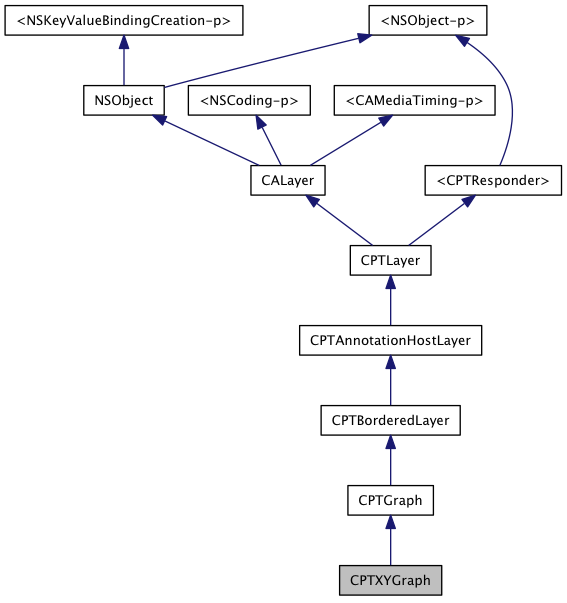 <NSKeyValueBindingCreation-p>
<NSObject-p>
NSObject
<NSCoding-p>
<CAMediaTiming-p>
CALayer
<CPTResponder>
CPTLayer
CPTAnnotationHostLayer
CPTBorderedLayer
CPTGraph
CPTXYGraph